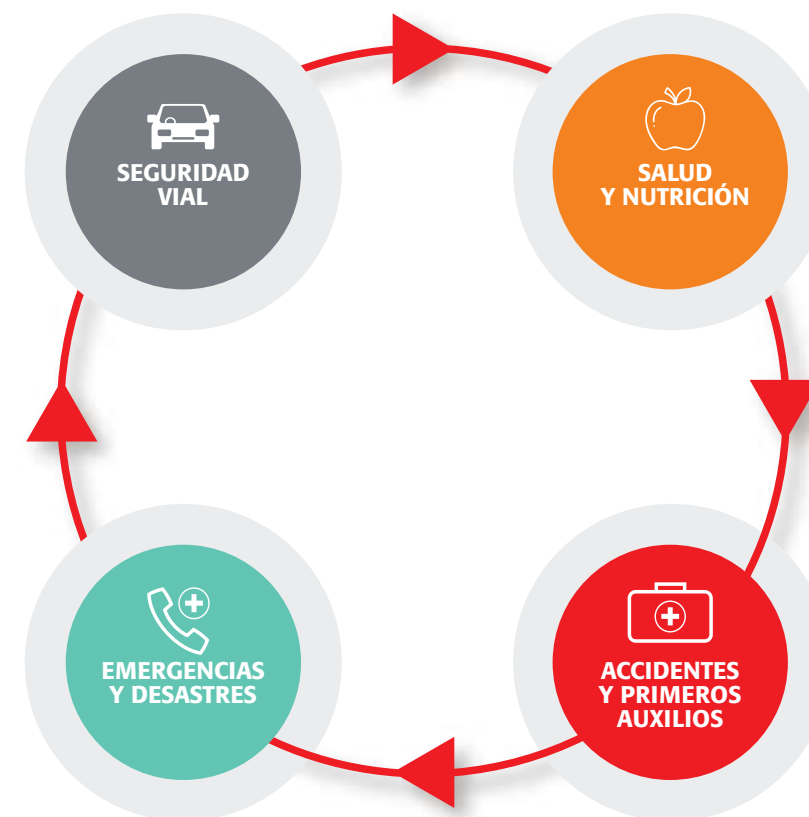 SEGURIDAD
VIAL
SALUD
Y NUTRICIÓN
EMERGENCIAS
Y DESASTRES
ACCIDENTES
Y PRIMEROS
AUXILIOS